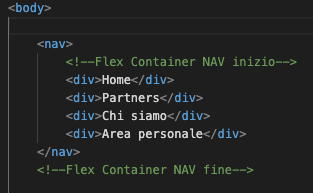 <body>
<nav>
<!--Flex Container NAV inizio-->
<div>Home</div>
<div>Partners</div>
<div>Chi siamo</div>
<div>Area personale</div>
</nav>
<!--Flex Container NAV fine-->